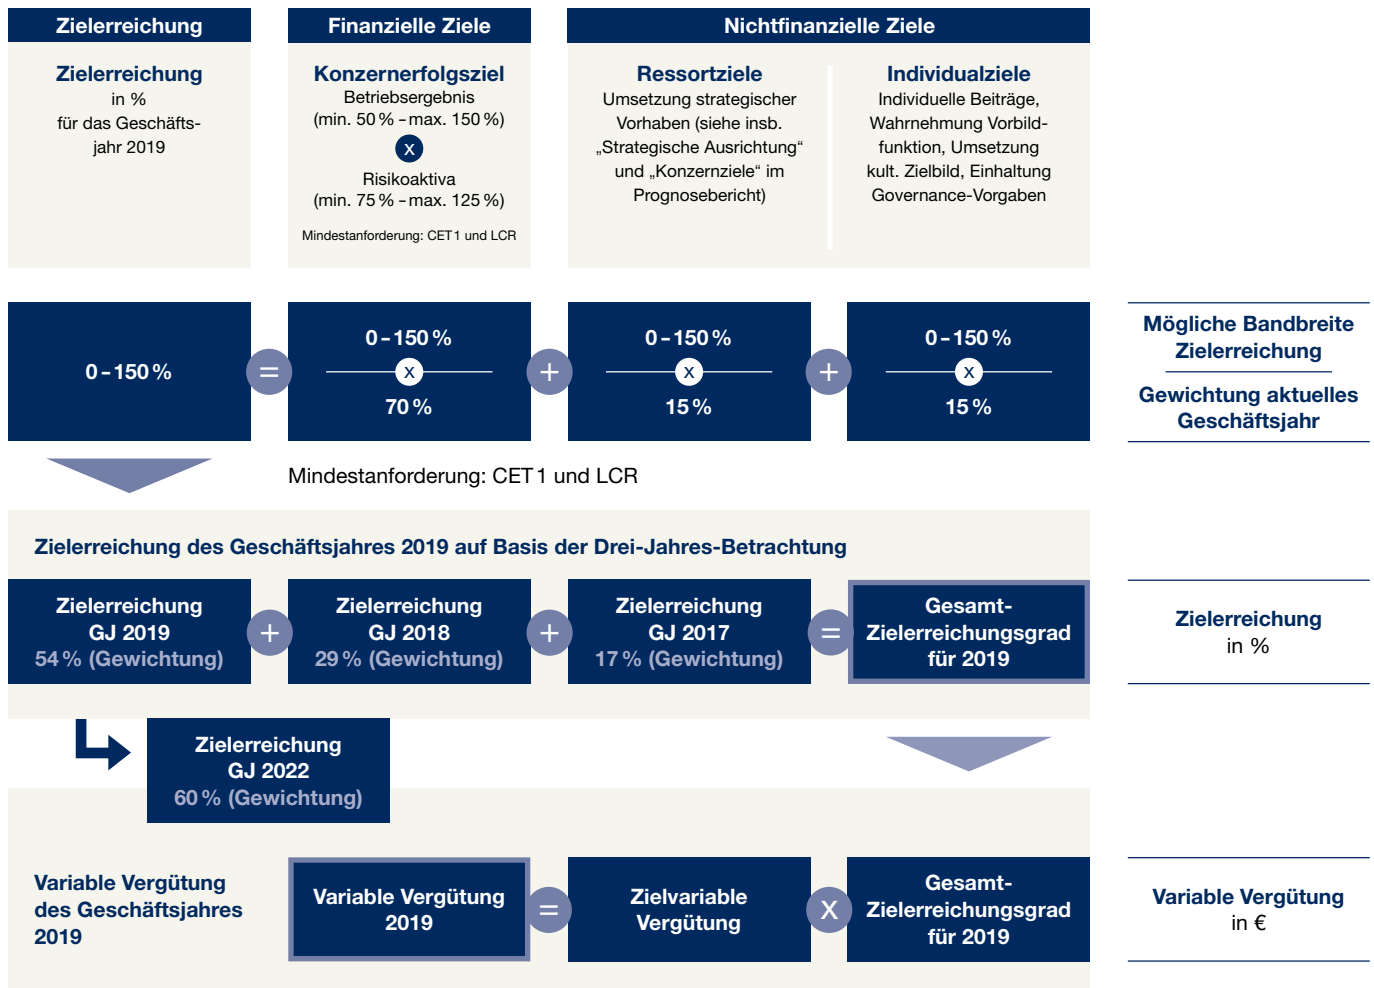 Zielerreichung
Finanzielle Ziele
Nichtfinanzielle Ziele
Zielerreichung
in %
für das Geschäfts-
jahr 2019
Konzernerfolgsziel
Betriebsergebnis
(min. 50 % – max. 150 %)
x
Risikoaktiva
(min. 75 % – max. 125 %)
Mindestanforderung: CET 1 und LCR
Ressortziele
Umsetzung strategischer
Vorhaben (siehe insb.
„Strategische Ausrichtung“
und „Konzernziele“ im
Prognosebericht)
Individualziele
Individuelle Beiträge,
Wahrnehmung Vorbild-
funktion, Umsetzung
kult. Zielbild, Einhaltung
Governance-Vorgaben
0 – 150 %
=
0 – 150 %
x
70 %
+
0 – 150 %
x
15 %
+
0 – 150 %
x
15 %
Mögliche Bandbreite
Zielerreichung
Gewichtung aktuelles
Geschäftsjahr
Mindestanforderung: CET 1 und LCR
Zielerreichung des Geschäftsjahres 2019 auf Basis der Drei-Jahres-Betrachtung
Zielerreichung
GJ 2019
54 % (Gewichtung)
+
Zielerreichung
GJ 2018
29 % (Gewichtung)
+
Zielerreichung
GJ 2017
17 % (Gewichtung)
=
Gesamt-
Zielerreichungsgrad
für 2019
Zielerreichung
in %
Zielerreichung
GJ 2022
60 % (Gewichtung)
Variable Vergütung
des Geschäftsjahres
2019
Variable Vergütung
2019
=
Zielvariable
Vergütung
x
Gesamt-
Zielerreichungsgrad
für 2019
Variable Vergütung
in €